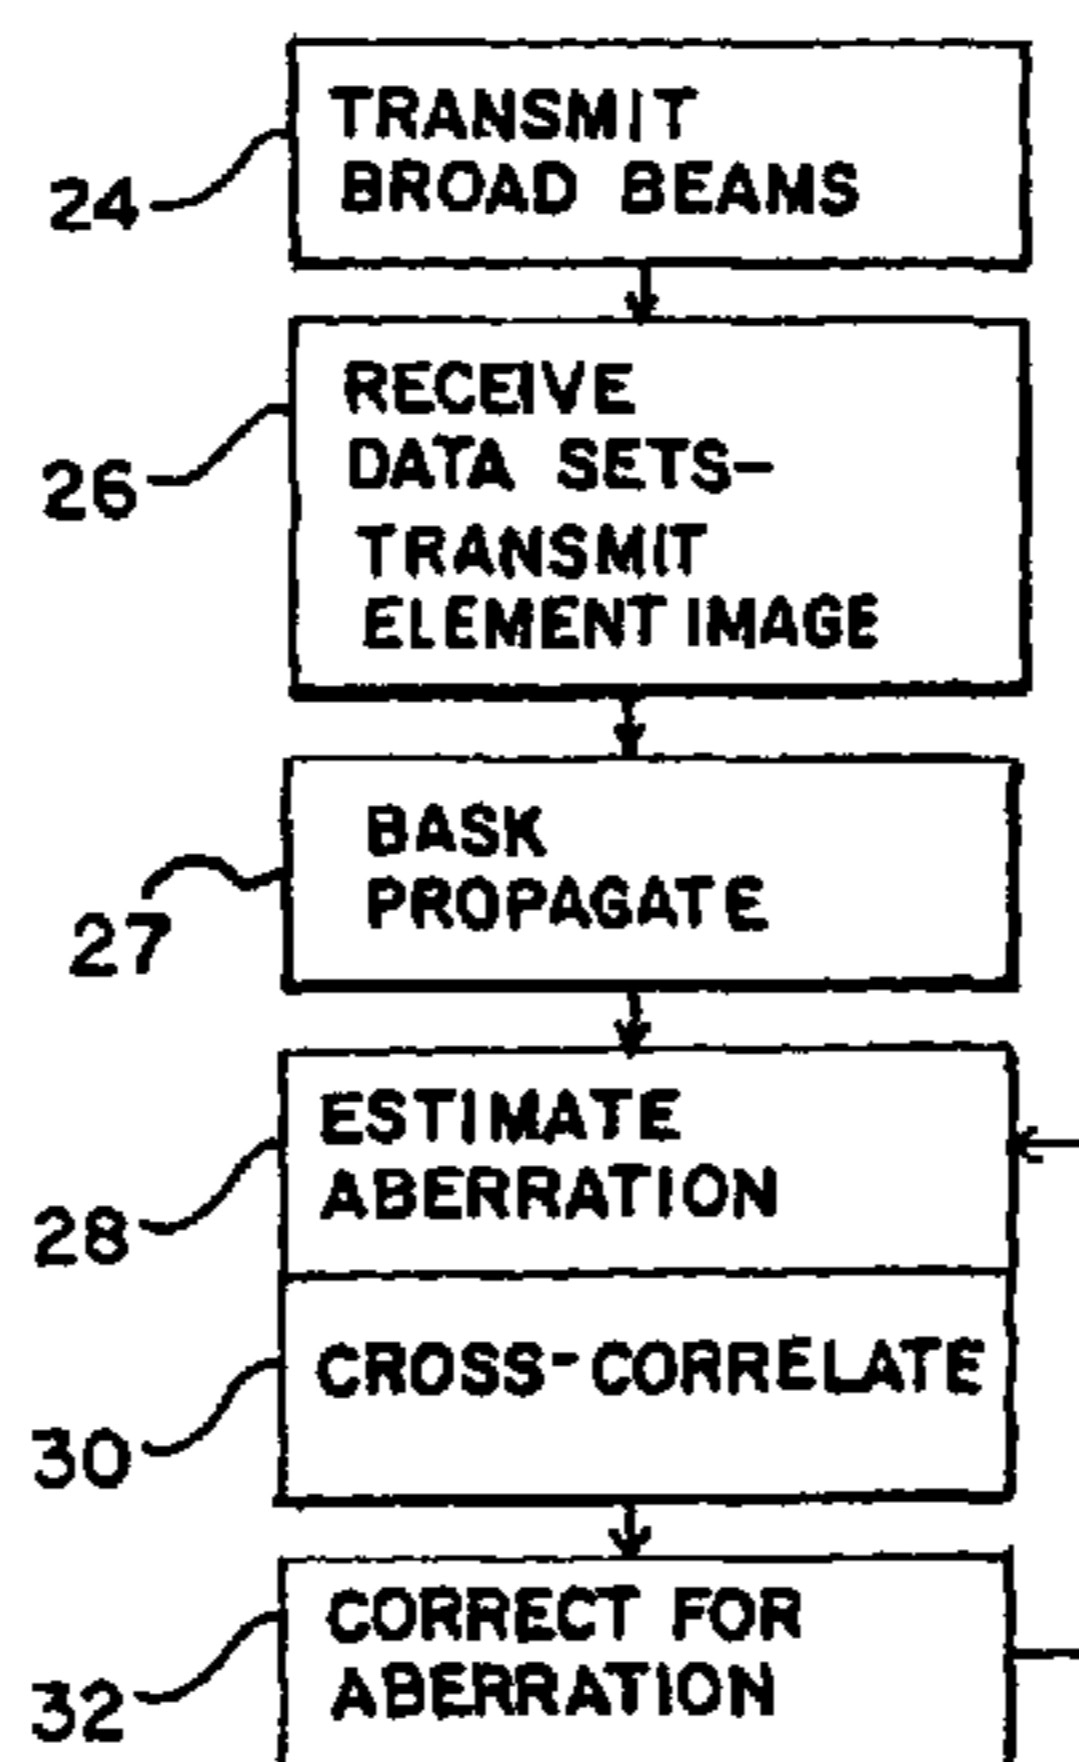 24
TRANSMIT
BROAD BEAMS
26
RECEIVE
DATA SETS-
TRANSMIT
ELEMENT IMAGE
27
BASK
PROPAGATE
28
ESTIMATE
ABERRATION
30
CROSS-CORRELATE
32
CORRECT FOR
ABERRATION